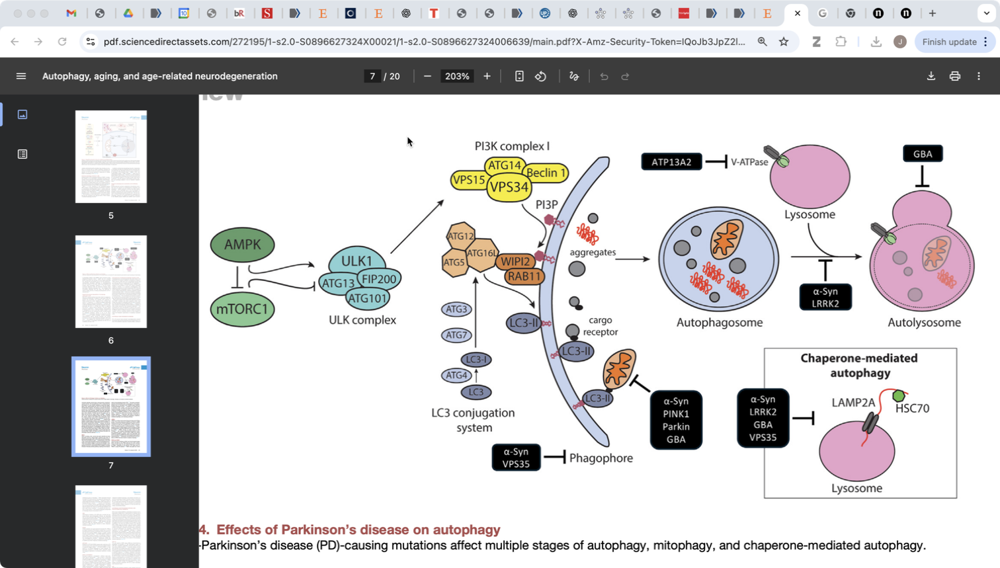 pdf.sciencedirectassets.com/272195/1-s2.0-S0896627324X00021/1-s2.0-S0896627324006639/main.pdf?X-Amz-Security-Token=IQoJb3JpZ2l...
J
Finish update
Autophagy, aging, and age-related neurodegeneration
7 / 20
203%
5
6
7
PI3K complex I
ATG14
VPS15
Beclin 1
VPS34
PI3P
AMPK
mTORC1
ULK1
ATG13
FIP200
ATG101
ULK complex
ATG12
ATG5
ATG16L
WIPI2
RAB11
ATG3
ATG7
LC3-I
ATG4
LC3
LC3 conjugation
system
LC3-II
aggregates
cargo
receptor
LC3-II
LC3-II
α-Syn
VPS35
Phagophore
α-Syn
PINK1
Parkin
GBA
ATP13A2
V-ATPase
Lysosome
GBA
Autophagosome
α-Syn
LRRK2
Autolysosome
Chaperone-mediated
autophagy
α-Syn
LRRK2
GBA
VPS35
LAMP2A
HSC70
Lysosome
4. Effects of Parkinson's disease on autophagy
-Parkinson's disease (PD)-causing mutations affect multiple stages of autophagy, mitophagy, and chaperone-mediated autophagy.